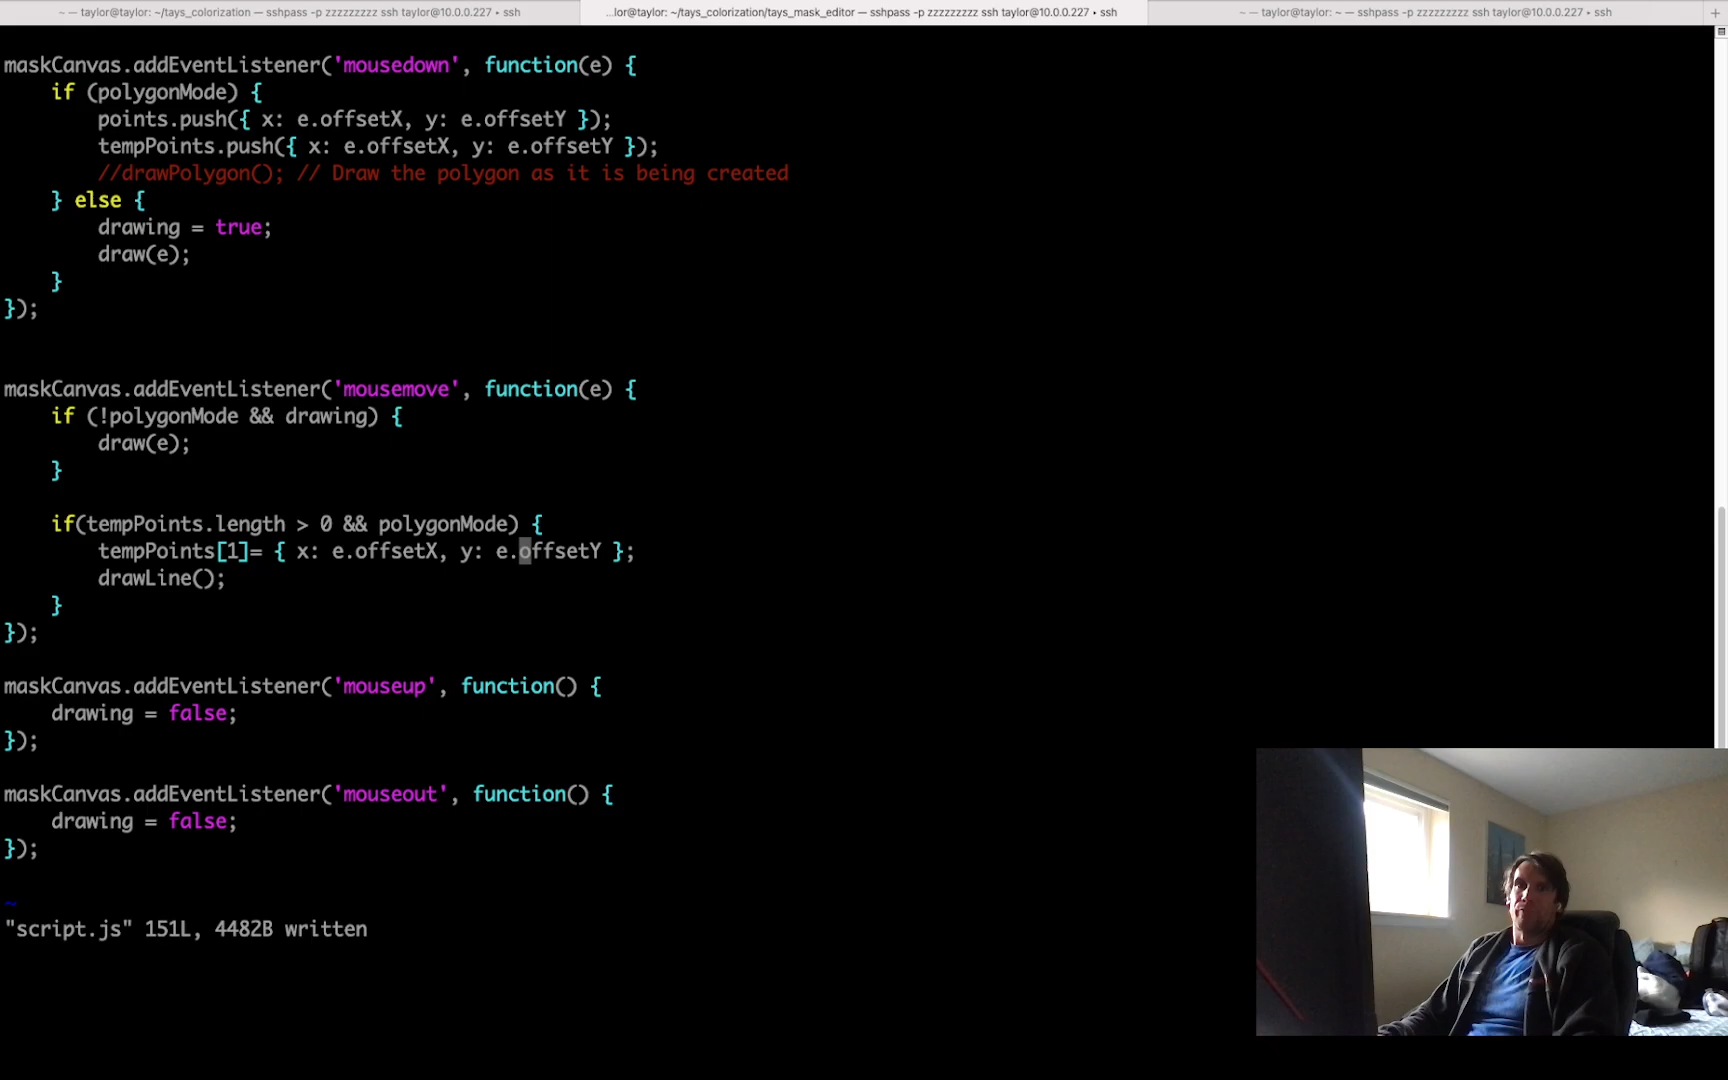 ~ — taylor@taylor: ~/tays_colorization — sshpass -p zzzzzzzzz ssh taylor@10.0.0.227 • ssh
...lor@taylor: ~/tays_colorization/tays_mask_editor — sshpass -p zzzzzzzzz ssh taylor@10.0.0.227 • ssh
~ — taylor@taylor: ~ — sshpass -p zzzzzzzzz ssh taylor@10.0.0.227 • ssh
maskCanvas.addEventListener('mousedown', function(e) {
    if (polygonMode) {
        points.push({ x: e.offsetX, y: e.offsetY });
        tempPoints.push({ x: e.offsetX, y: e.offsetY });
        //drawPolygon(); // Draw the polygon as it is being created
    } else {
        drawing = true;
        draw(e);
    }
});
maskCanvas.addEventListener('mousemove', function(e) {
    if (!polygonMode && drawing) {
        draw(e);
    }
    if(tempPoints.length > 0 && polygonMode) {
        tempPoints[1]= { x: e.offsetX, y: e.offsetY };
        drawLine();
    }
});
maskCanvas.addEventListener('mouseup', function() {
    drawing = false;
});
maskCanvas.addEventListener('mouseout', function() {
    drawing = false;
});
~
"script.js" 151L, 4482B written